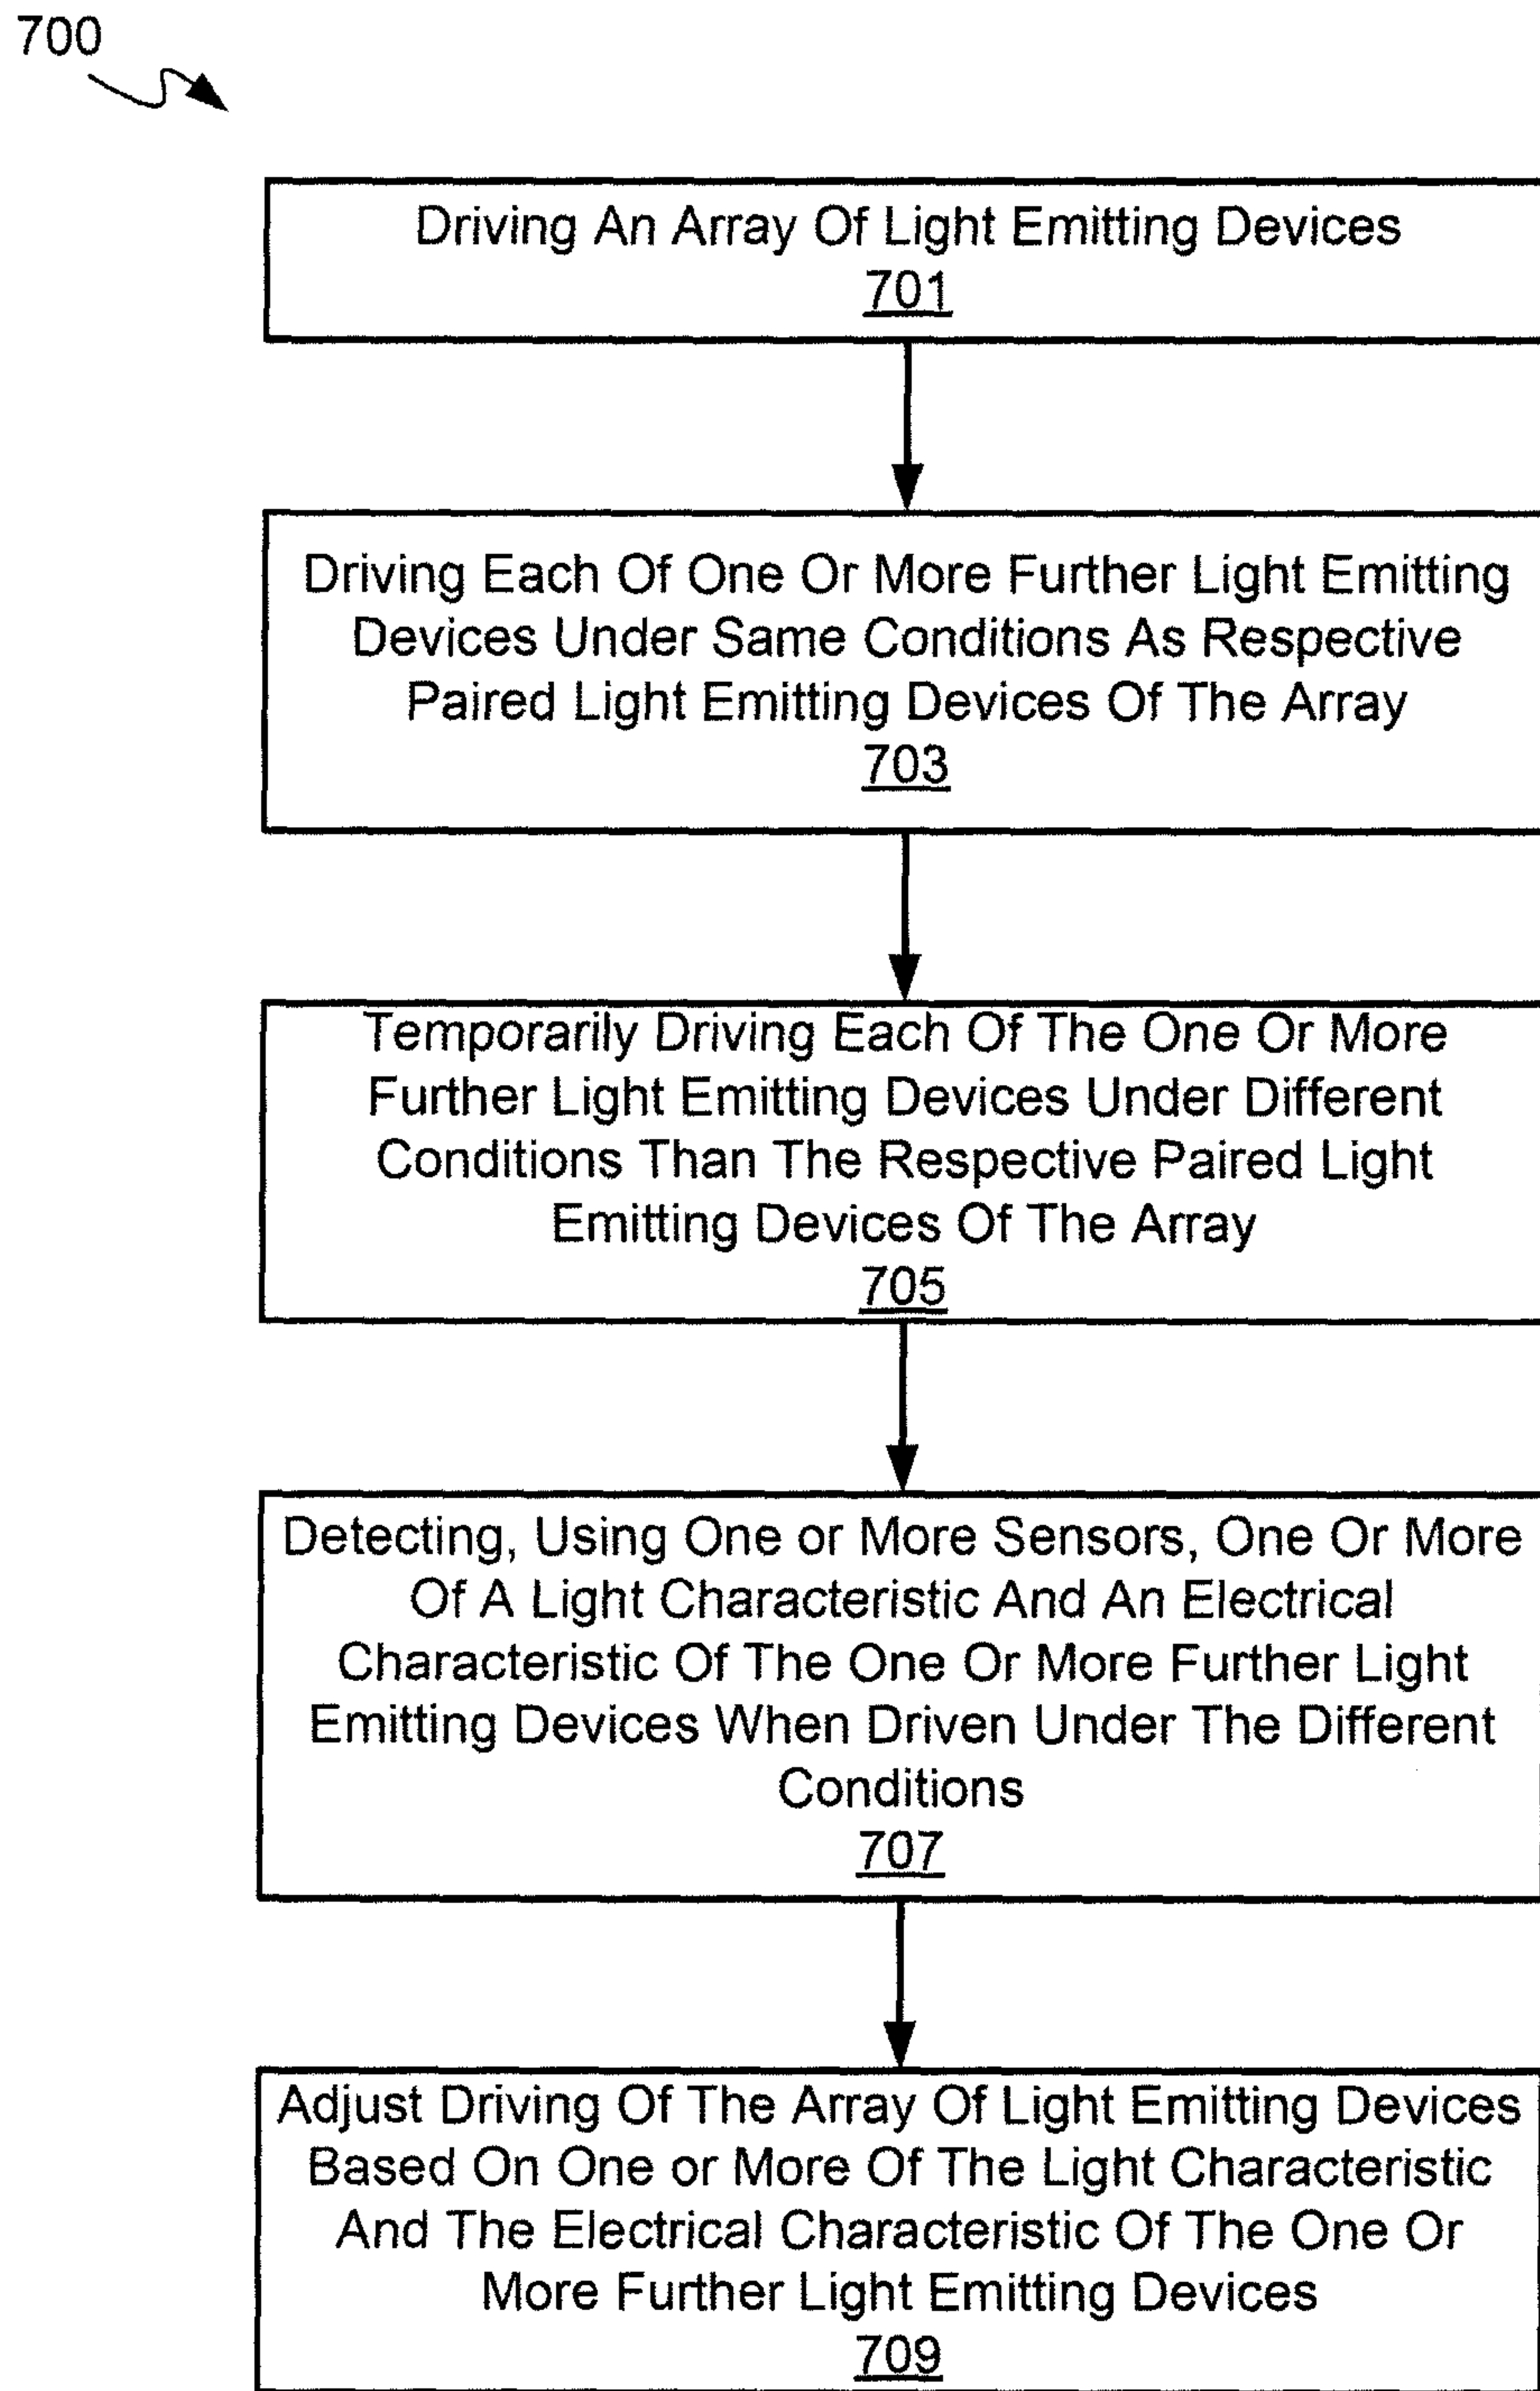 700
Driving An Array Of Light Emitting Devices
701
Driving Each Of One Or More Further Light Emitting
Devices Under Same Conditions As Respective
Paired Light Emitting Devices Of The Array
703
Temporarily Driving Each Of The One Or More
Further Light Emitting Devices Under Different
Conditions Than The Respective Paired Light
Emitting Devices Of The Array
705
Detecting, Using One or More Sensors, One Or More
Of A Light Characteristic And An Electrical
Characteristic Of The One Or More Further Light
Emitting Devices When Driven Under The Different
Conditions
707
Adjust Driving Of The Array Of Light Emitting Devices
Based On One or More Of The Light Characteristic
And The Electrical Characteristic Of The One Or
More Further Light Emitting Devices
709